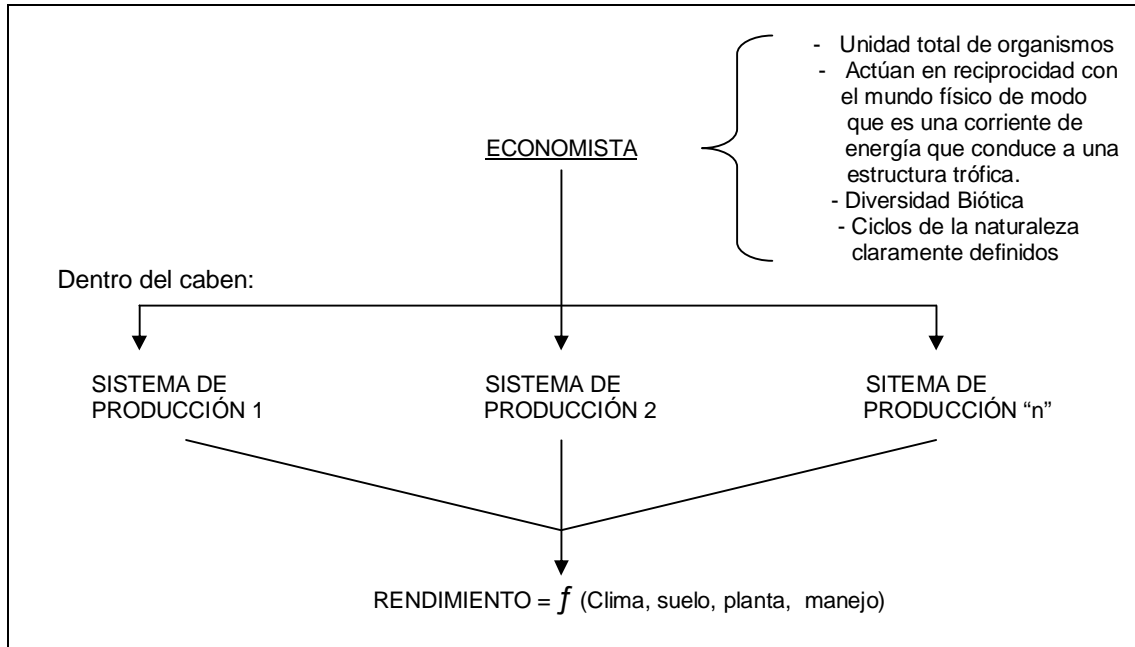 - Unidad total de organismos
- Actúan en reciprocidad con
el mundo físico de modo
que es una corriente de
energía que conduce a una
estructura trófica.
- Diversidad Biótica
- Ciclos de la naturaleza
claramente definidos
ECONOMISTA
Dentro del caben:
SISTEMA DE
PRODUCCIÓN 1
SISTEMA DE
PRODUCCIÓN 2
SITEMA DE
PRODUCCIÓN “n”
RENDIMIENTO = ƒ (Clima, suelo, planta, manejo)